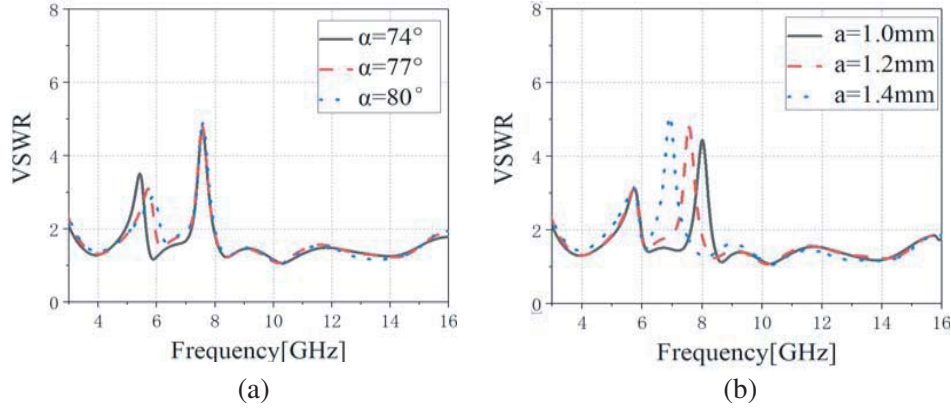 8
6
4
2
0
VSWR
α=74°
α=77°
α=80°
4 6 8 10 12 14 16
Frequency[GHz]
(a)
8
6
4
2
0
VSWR
a=1.0mm
a=1.2mm
a=1.4mm
4 6 8 10 12 14 16
Frequency[GHz]
(b)